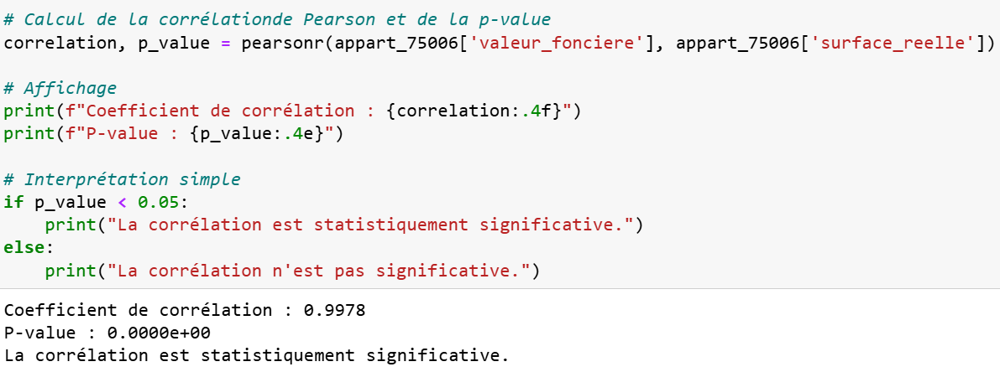 # Calcul de la corrélationde Pearson et de la p-value
correlation, p_value = pearsonr(appart_75006['valeur_fonciere'], appart_75006['surface_reelle'])
# Affichage
print(f"Coefficient de corrélation : {correlation:.4f}")
print(f"P-value : {p_value:.4e}")
# Interprétation simple
if p_value < 0.05:
    print("La corrélation est statistiquement significative.")
else:
    print("La corrélation n'est pas significative.")
Coefficient de corrélation : 0.9978
P-value : 0.0000e+00
La corrélation est statistiquement significative.